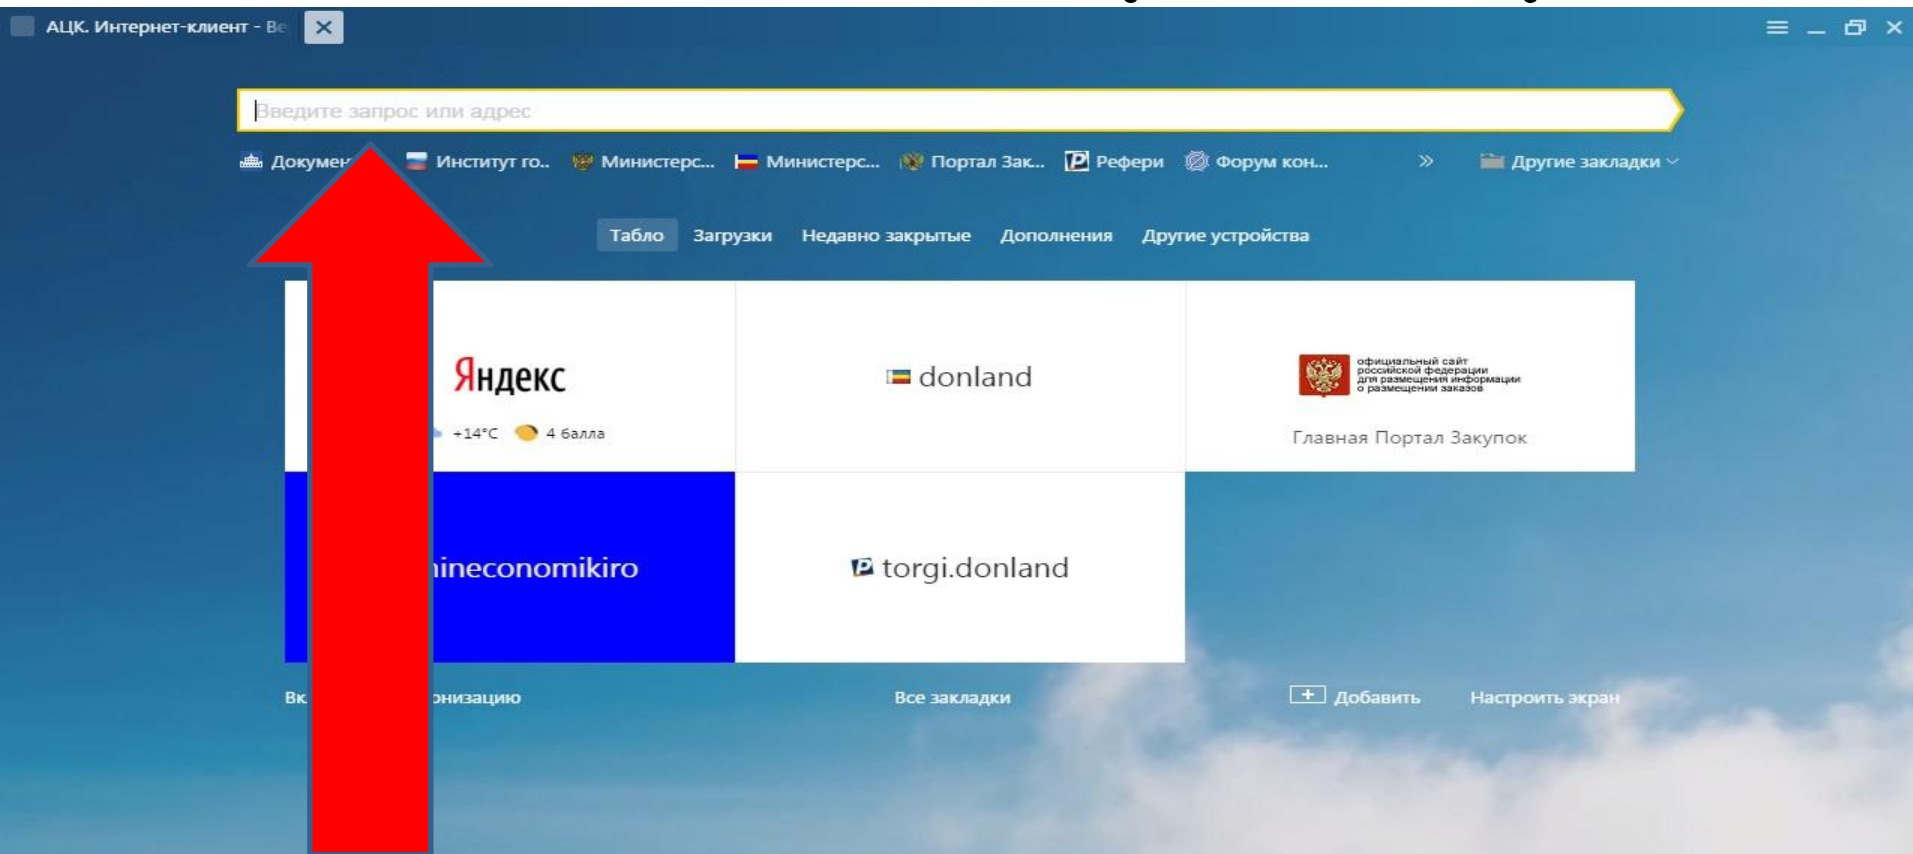 АЦК. Интернет-клиент - Ве
Введите запрос или адрес
Докумен Институт го.. Министерс... Министерс... Портал Зак... Рефери Форум кон... » Другие закладки
Табло Загрузки Недавно закрытые Дополнения Другие устройства
Яндекс
+14°C 4 балла
donland
официальный сайт
российской федерации
для размещения информации
о размещении заказов
Главная Портал Закупок
ineconomikiro
torgi.donland
Вк онизацию Все закладки Добавить Настроить экран